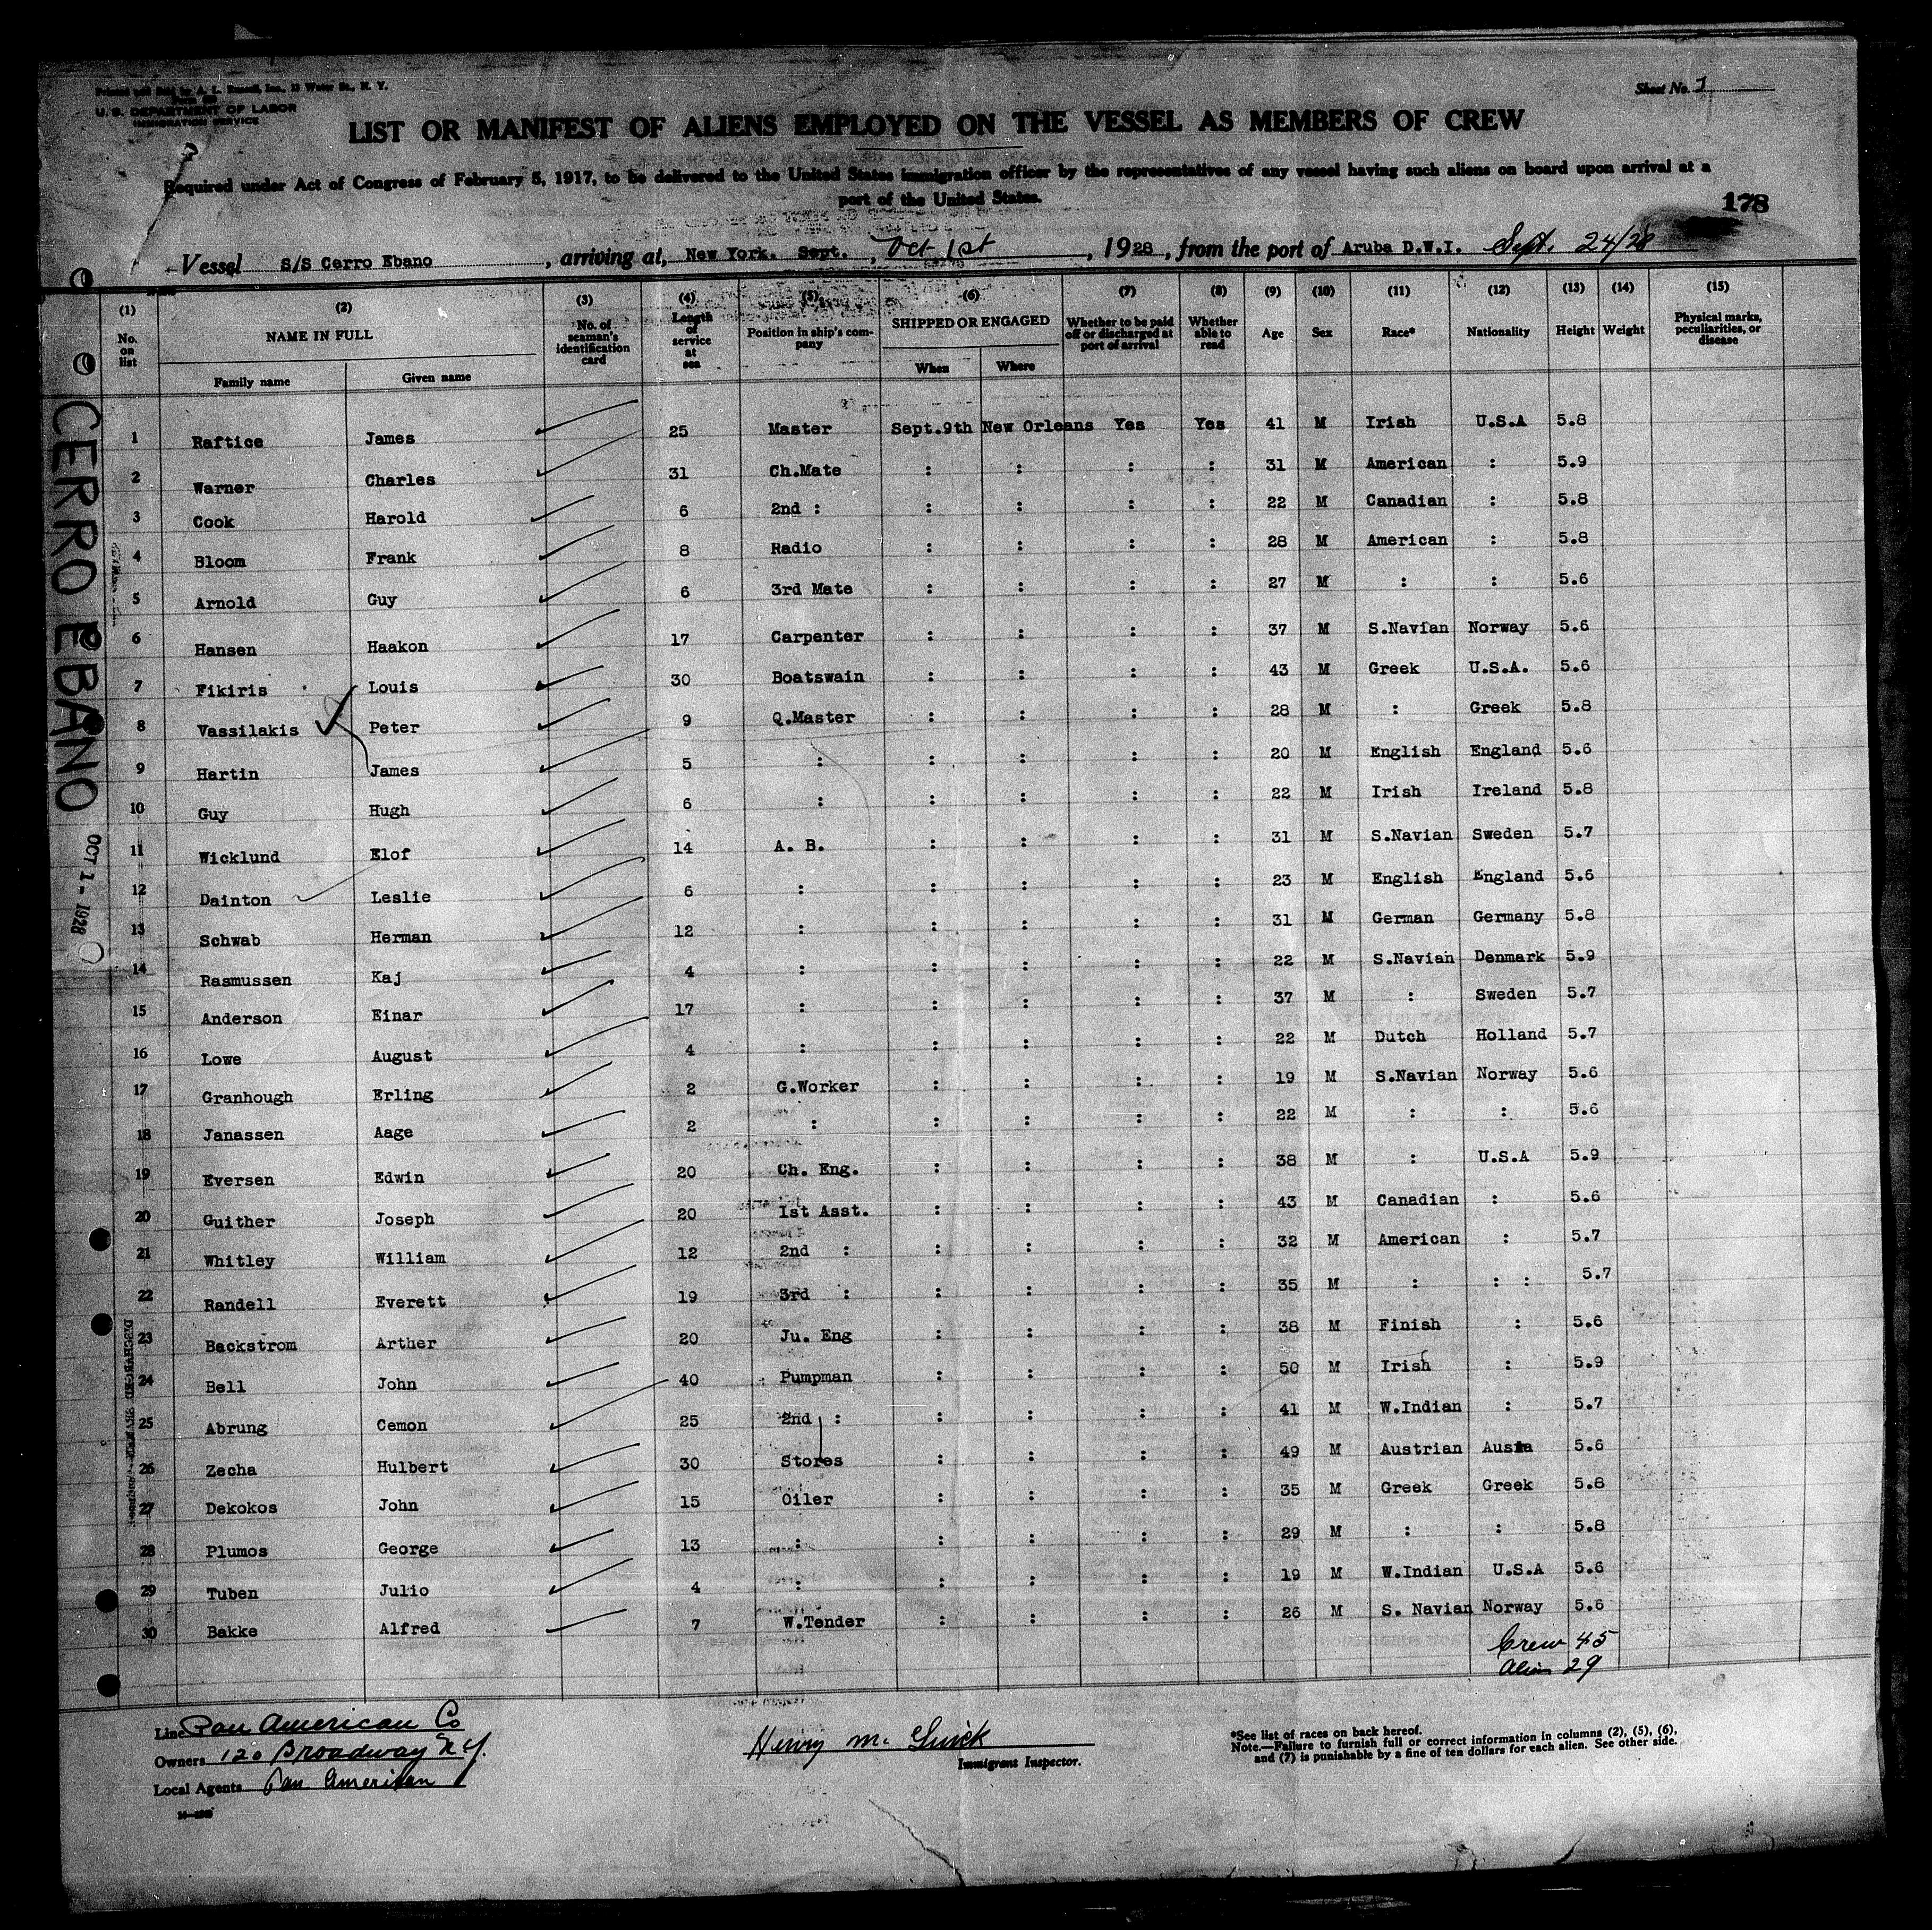 Sheet No. 1
Printed and Sold by A. L. Russell, Inc., 13 Water St., N. Y.
U. S. DEPARTMENT OF LABOR
IMMIGRATION SERVICE
LIST OR MANIFEST OF ALIENS EMPLOYED ON THE VESSEL AS MEMBERS OF CREW
Required under Act of Congress of February 5, 1917, to be delivered to the United States immigration officer by the representatives of any vessel having such aliens on board upon arrival at a
port of the United States.
178
Vessel S/S Cerro Ebano, arriving at, New York. Sept., Oct 1st, 1928, from the port of Aruba D.W.I. Sept. 24/28
(1) (2) (3) (4) (5) (6) (7) (8) (9) (10) (11) (12) (13) (14) (15)
No. on list NAME IN FULL Family name Given name No. of seaman's identification card Length of service at sea Position in ship's company SHIPPED OR ENGAGED When Where Whether to be paid off or discharged at port of arrival Whether able to read Age Sex Race* Nationality Height Weight Physical marks, peculiarities, or disease
1 Raftice James 25 Master Sept.9th New Orleans Yes Yes 41 M Irish U.S.A 5.8
2 Warner Charles 31 Ch.Mate : : : : 31 M American : 5.9
3 Cook Harold 6 2nd : : : : : 22 M Canadian : 5.8
4 Bloom Frank 8 Radio : : : : 28 M American : 5.8
5 Arnold Guy 6 3rd Mate : : : : 27 M : : 5.6
6 Hansen Haakon 17 Carpenter : : : : 37 M S.Navian Norway 5.6
7 Fikiris Louis 30 Boatswain : : : : 43 M Greek U.S.A. 5.6
8 Vassilakis Peter 9 Q.Master : : : : 28 M : Greek 5.8
9 Hartin James 5 : : : : : 20 M English England 5.6
10 Guy Hugh 6 : : : : : 22 M Irish Ireland 5.8
11 Wicklund Elof 14 A. B. : : : : 31 M S.Navian Sweden 5.7
12 Dainton Leslie 6 : : : : : 23 M English England 5.6
13 Schwab Herman 12 : : : : : 31 M German Germany 5.8
14 Rasmussen Kaj 4 : : : : : 22 M S.Navian Denmark 5.9
15 Anderson Einar 17 : : : : : 37 M : Sweden 5.7
16 Lowe August 4 : : : : : 22 M Dutch Holland 5.7
17 Granhough Erling 2 G.Worker : : : : 19 M S.Navian Norway 5.6
18 Janassen Aage 2 : : : : : 22 M : : 5.6
19 Eversen Edwin 20 Ch. Eng. : : : : 38 M : U.S.A 5.9
20 Guither Joseph 20 1st Asst. : : : : 43 M Canadian : 5.6
21 Whitley William 12 2nd : : : : : 32 M American : 5.7
22 Randell Everett 19 3rd : : : : : 35 M : : : 5.7
23 Backstrom Arther 20 Ju. Eng : : : : 38 M Finish : 5.6
24 Bell John 40 Pumpman : : : : 50 M Irish : 5.9
25 Abrung Cemon 25 2nd : : : : : 41 M W.Indian : 5.7
26 Zecha Hulbert 30 Stores : : : : 49 M Austrian Ausia 5.6
27 Dekokos John 15 Oiler : : : : 35 M Greek Greek 5.8
28 Plumos George 13 : : : : : 29 M : : 5.8
29 Tuben Julio 4 : : : : : 19 M W.Indian U.S.A 5.6
30 Bakke Alfred 7 W.Tender : : : : 26 M S. Navian Norway 5.6
Crew 45
Alien 29
CERRO EBANO
OCT 1 - 1928
Line Pan American Co
Owners 120 Broadway N.Y.
Local Agents Pan American
Henry
Immigrant Inspector.
*See list of races on back hereof.
Note.—Failure to furnish full or correct information in columns (2), (5), (6),
and (7) is punishable by a fine of ten dollars for each alien. See other side.